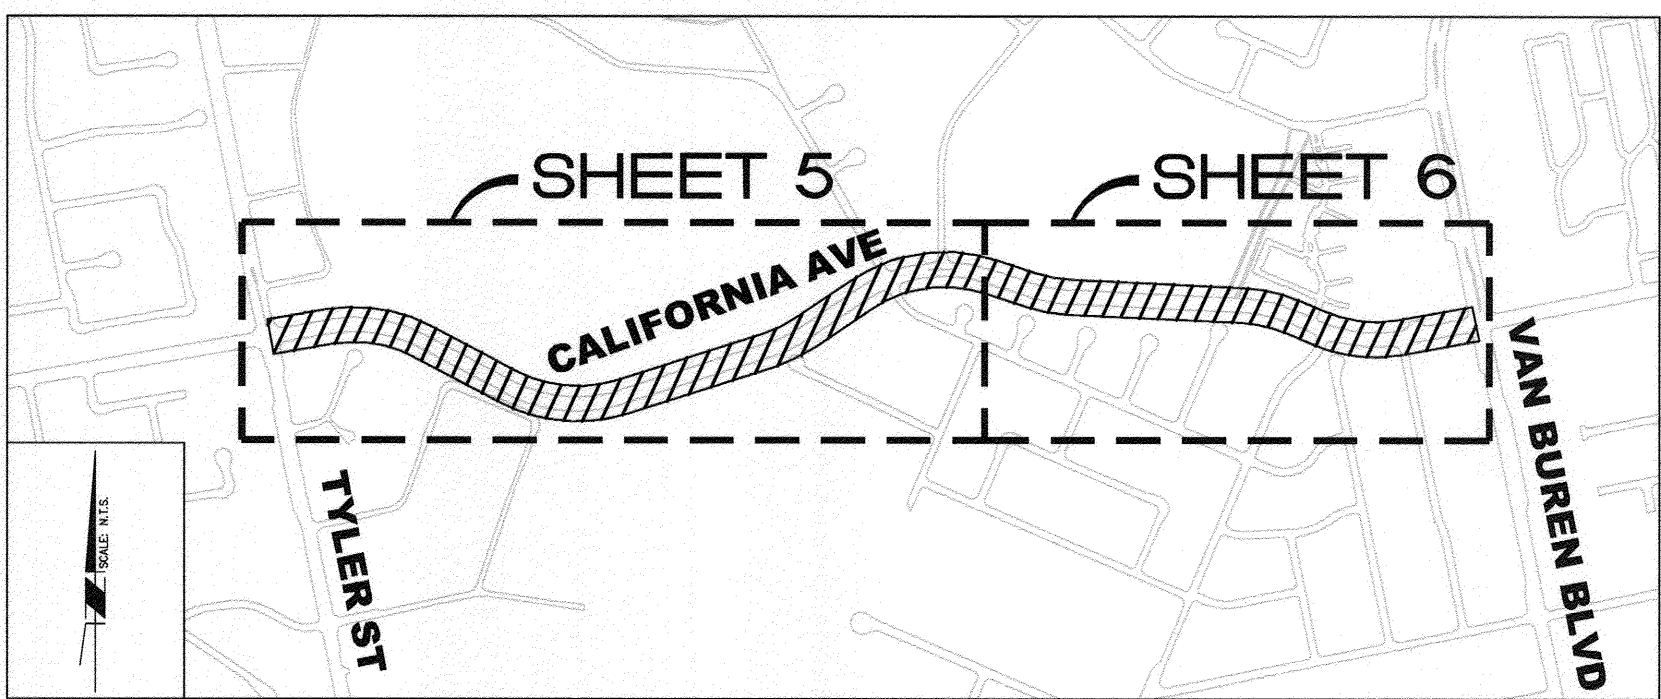 SHEET 5
SHEET 6
CALIFORNIA AVE
TYLER ST
VAN BUREN BLVD
SCALE: N.T.S.